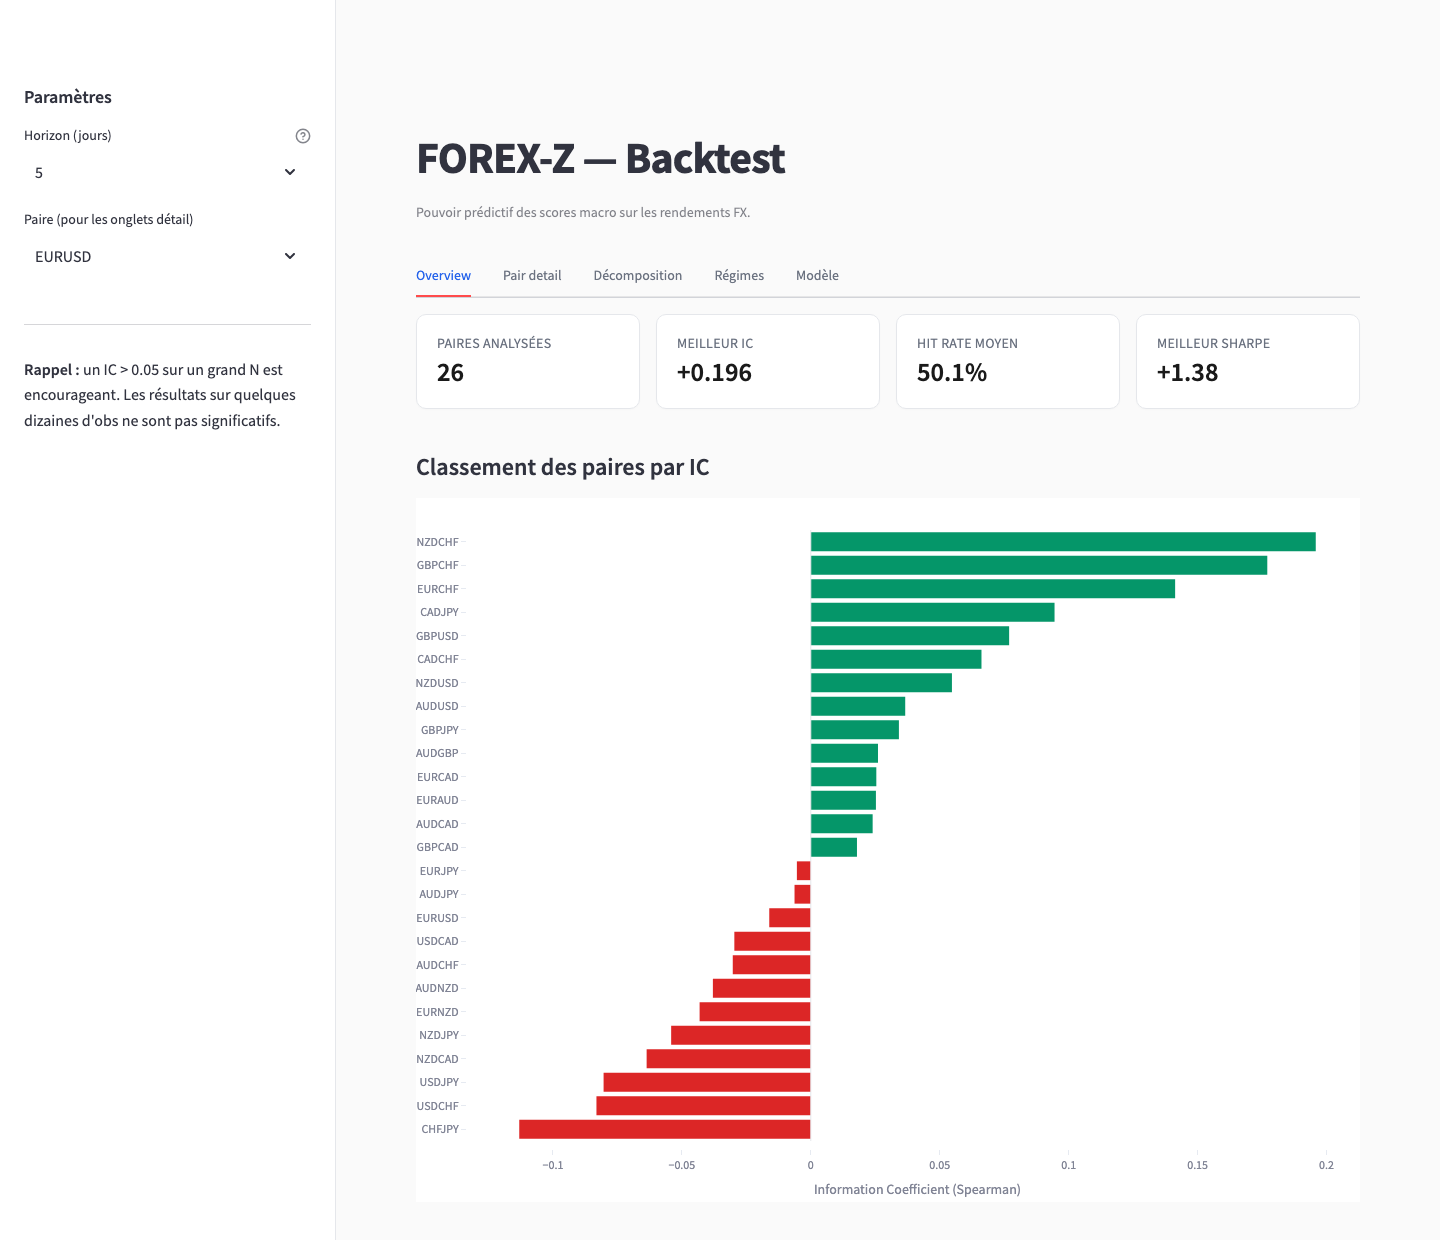 Paramètres
Horizon (jours)
5
Paire (pour les onglets détail)
EURUSD
Rappel : un IC > 0.05 sur un grand N est
encourageant. Les résultats sur quelques
dizaines d'obs ne sont pas significatifs.
FOREX-Z — Backtest
Pouvoir prédictif des scores macro sur les rendements FX.
Overview Pair detail Décomposition Régimes Modèle
PAIRES ANALYSÉES
26
MEILLEUR IC
+0.196
HIT RATE MOYEN
50.1%
MEILLEUR SHARPE
+1.38
Classement des paires par IC
NZDCHF
GBPCHF
EURCHF
CADJPY
GBPUSD
CADCHF
NZDUSD
AUDUSD
GBPJPY
AUDGBP
EURCAD
EURAUD
AUDCAD
GBPCAD
EURJPY
AUDJPY
EURUSD
USDCAD
AUDCHF
AUDNZD
EURNZD
NZDJPY
NZDCAD
USDJPY
USDCHF
CHFJPY
−0.1 −0.05 0 0.05 0.1 0.15 0.2
Information Coefficient (Spearman)